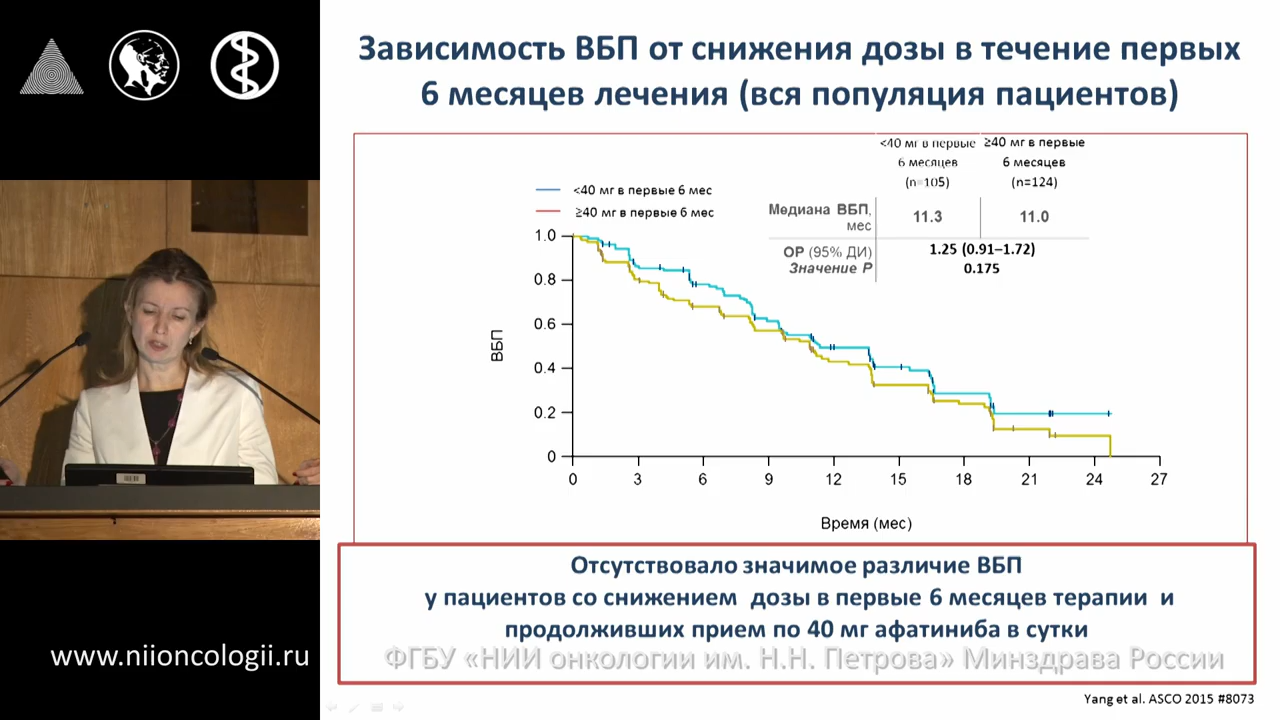 Зависимость ВБП от снижения дозы в течение первых
6 месяцев лечения (вся популяция пациентов)
<40 мг в первые
6 месяцев
(n=105)
≥40 мг в первые
6 месяцев
(n=124)
<40 мг в первые 6 мес
≥40 мг в первые 6 мес
Медиана ВБП,
мес
11.3
11.0
ОР (95% ДИ)
1.25 (0.91–1.72)
Значение P
0.175
ВБП
1.0
0.8
0.6
0.4
0.2
0
0 3 6 9 12 15 18 21 24 27
Время (мес)
Отсутствовало значимое различие ВБП
у пациентов со снижением дозы в первые 6 месяцев терапии и
продолживших прием по 40 мг афатиниба в сутки
ФГБУ «НИИ онкологии им. Н.Н. Петрова» Минздрава России
www.niioncologii.ru
Yang et al. ASCO 2015 #8073